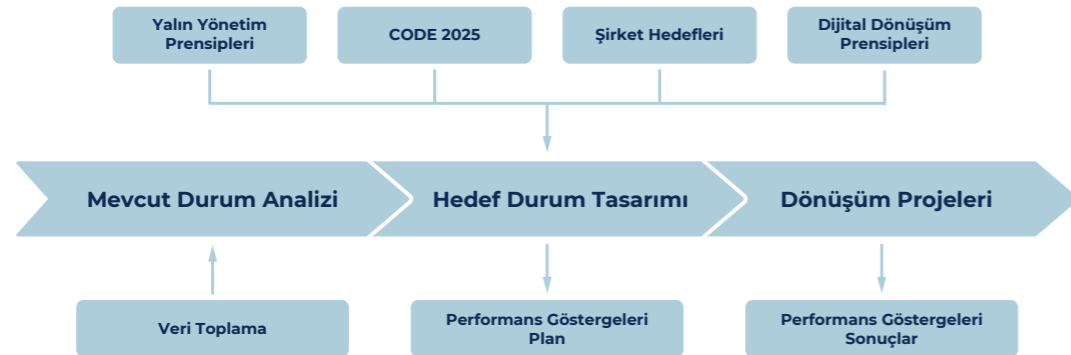 Yalın Yönetim
Prensipleri
CODE 2025
Şirket Hedefleri
Dijital Dönüşüm
Prensipleri
Mevcut Durum Analizi
Hedef Durum Tasarımı
Dönüşüm Projeleri
Veri Toplama
Performans Göstergeleri
Plan
Performans Göstergeleri
Sonuçlar